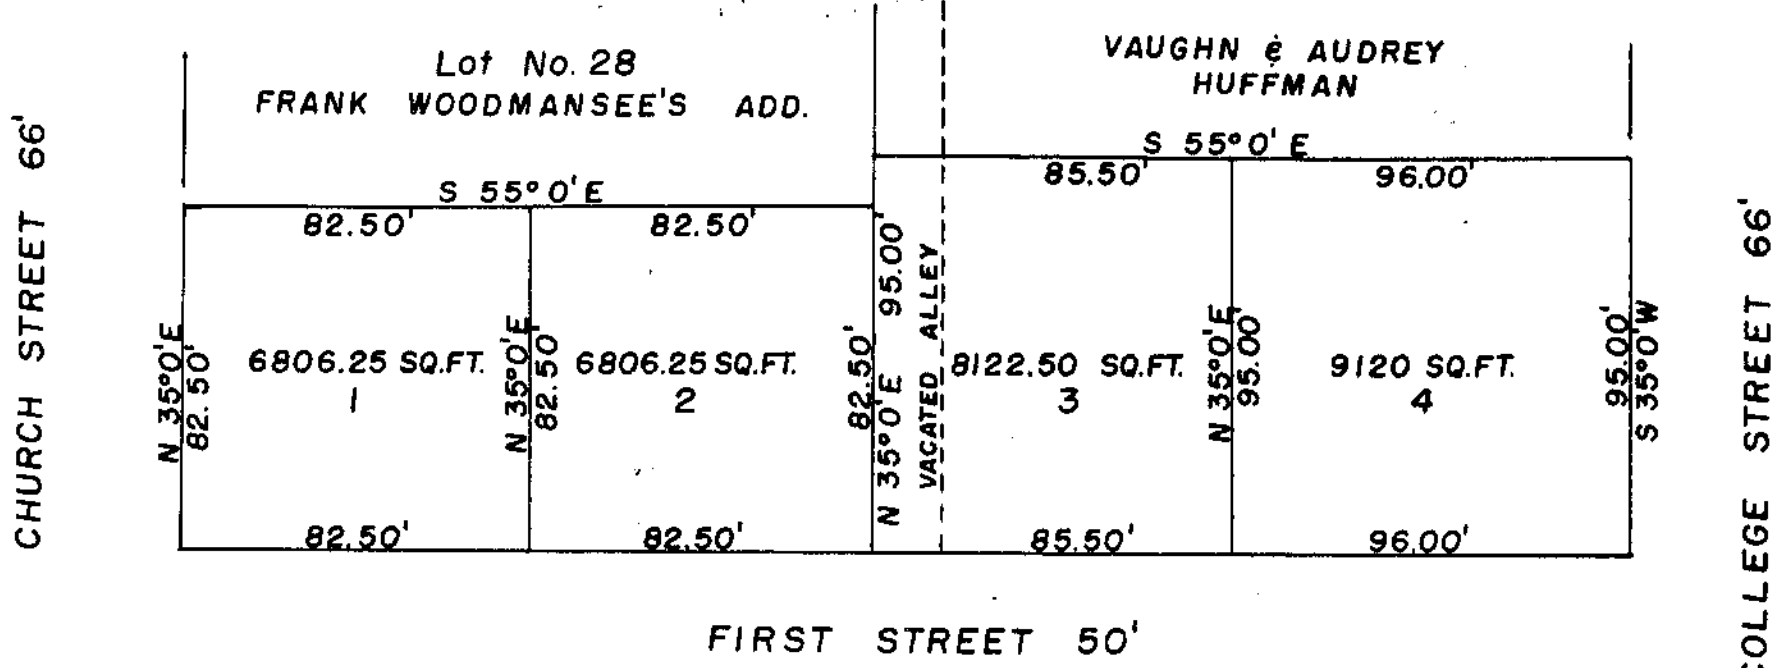 Lot No. 28
FRANK WOODMANSEE'S ADD.
VAUGHN & AUDREY
HUFFMAN
CHURCH STREET 66'
S 55° 0' E
82.50'
82.50'
S 55° 0' E
85.50'
96.00'
N 35° 0' E
82.50'
6806.25 SQ.FT.
1
N 35° 0' E
82.50'
6806.25 SQ.FT.
2
82.50'
N 35° 0' E 95.00'
VACATED ALLEY
8122.50 SQ.FT.
3
N 35° 0' E
95.00'
9120 SQ.FT.
4
95.00'
S 35° 0' W
COLLEGE STREET 66'
82.50'
82.50'
85.50'
96.00'
FIRST STREET 50'